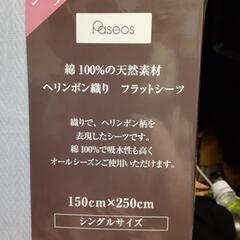 Paseos
綿100%の天然素材
ヘリンボン織り フラットシーツ
織りで、ヘリンボン柄を
表現したシーツです。
綿100%で吸水性も高く
オールシーズンご使用いただけます。
150cm×250cm
シングルサイズ